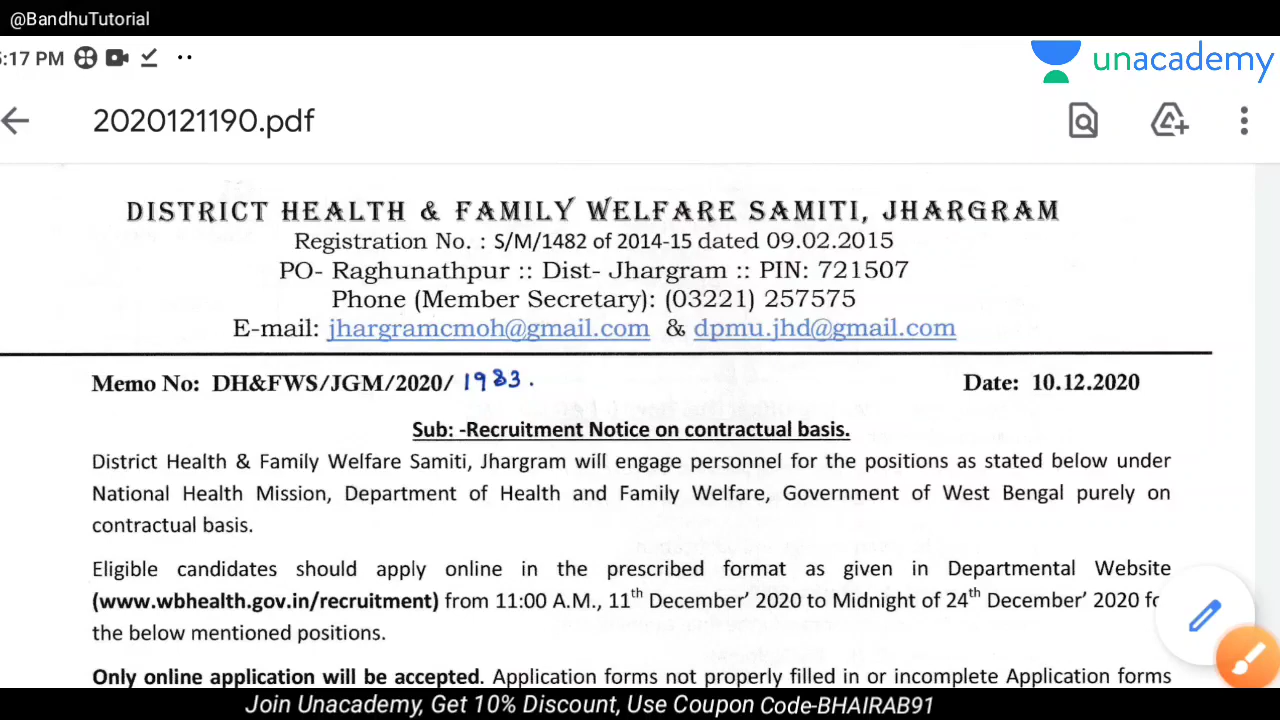 @BandhuTutorial
:17 PM
unacademy
2020121190.pdf
DISTRICT HEALTH & FAMILY WELFARE SAMITI, JHARGRAM
Registration No. : S/M/1482 of 2014-15 dated 09.02.2015
PO- Raghunathpur :: Dist- Jhargram :: PIN: 721507
Phone (Member Secretary): (03221) 257575
E-mail: jhargramcmoh@gmail.com & dpmu.jhd@gmail.com
Memo No: DH&FWS/JGM/2020/ 1983. Date: 10.12.2020
Sub: -Recruitment Notice on contractual basis.
District Health & Family Welfare Samiti, Jhargram will engage personnel for the positions as stated below under
National Health Mission, Department of Health and Family Welfare, Government of West Bengal purely on
contractual basis.
Eligible candidates should apply online in the prescribed format as given in Departmental Website
(www.wbhealth.gov.in/recruitment) from 11:00 A.M., 11th December' 2020 to Midnight of 24th December' 2020
the below mentioned positions.
Only online application will be accepted. Application forms not properly filled in or incomplete Application forms
Join Unacademy, Get 10% Discount, Use Coupon Code-BHAIRAB91